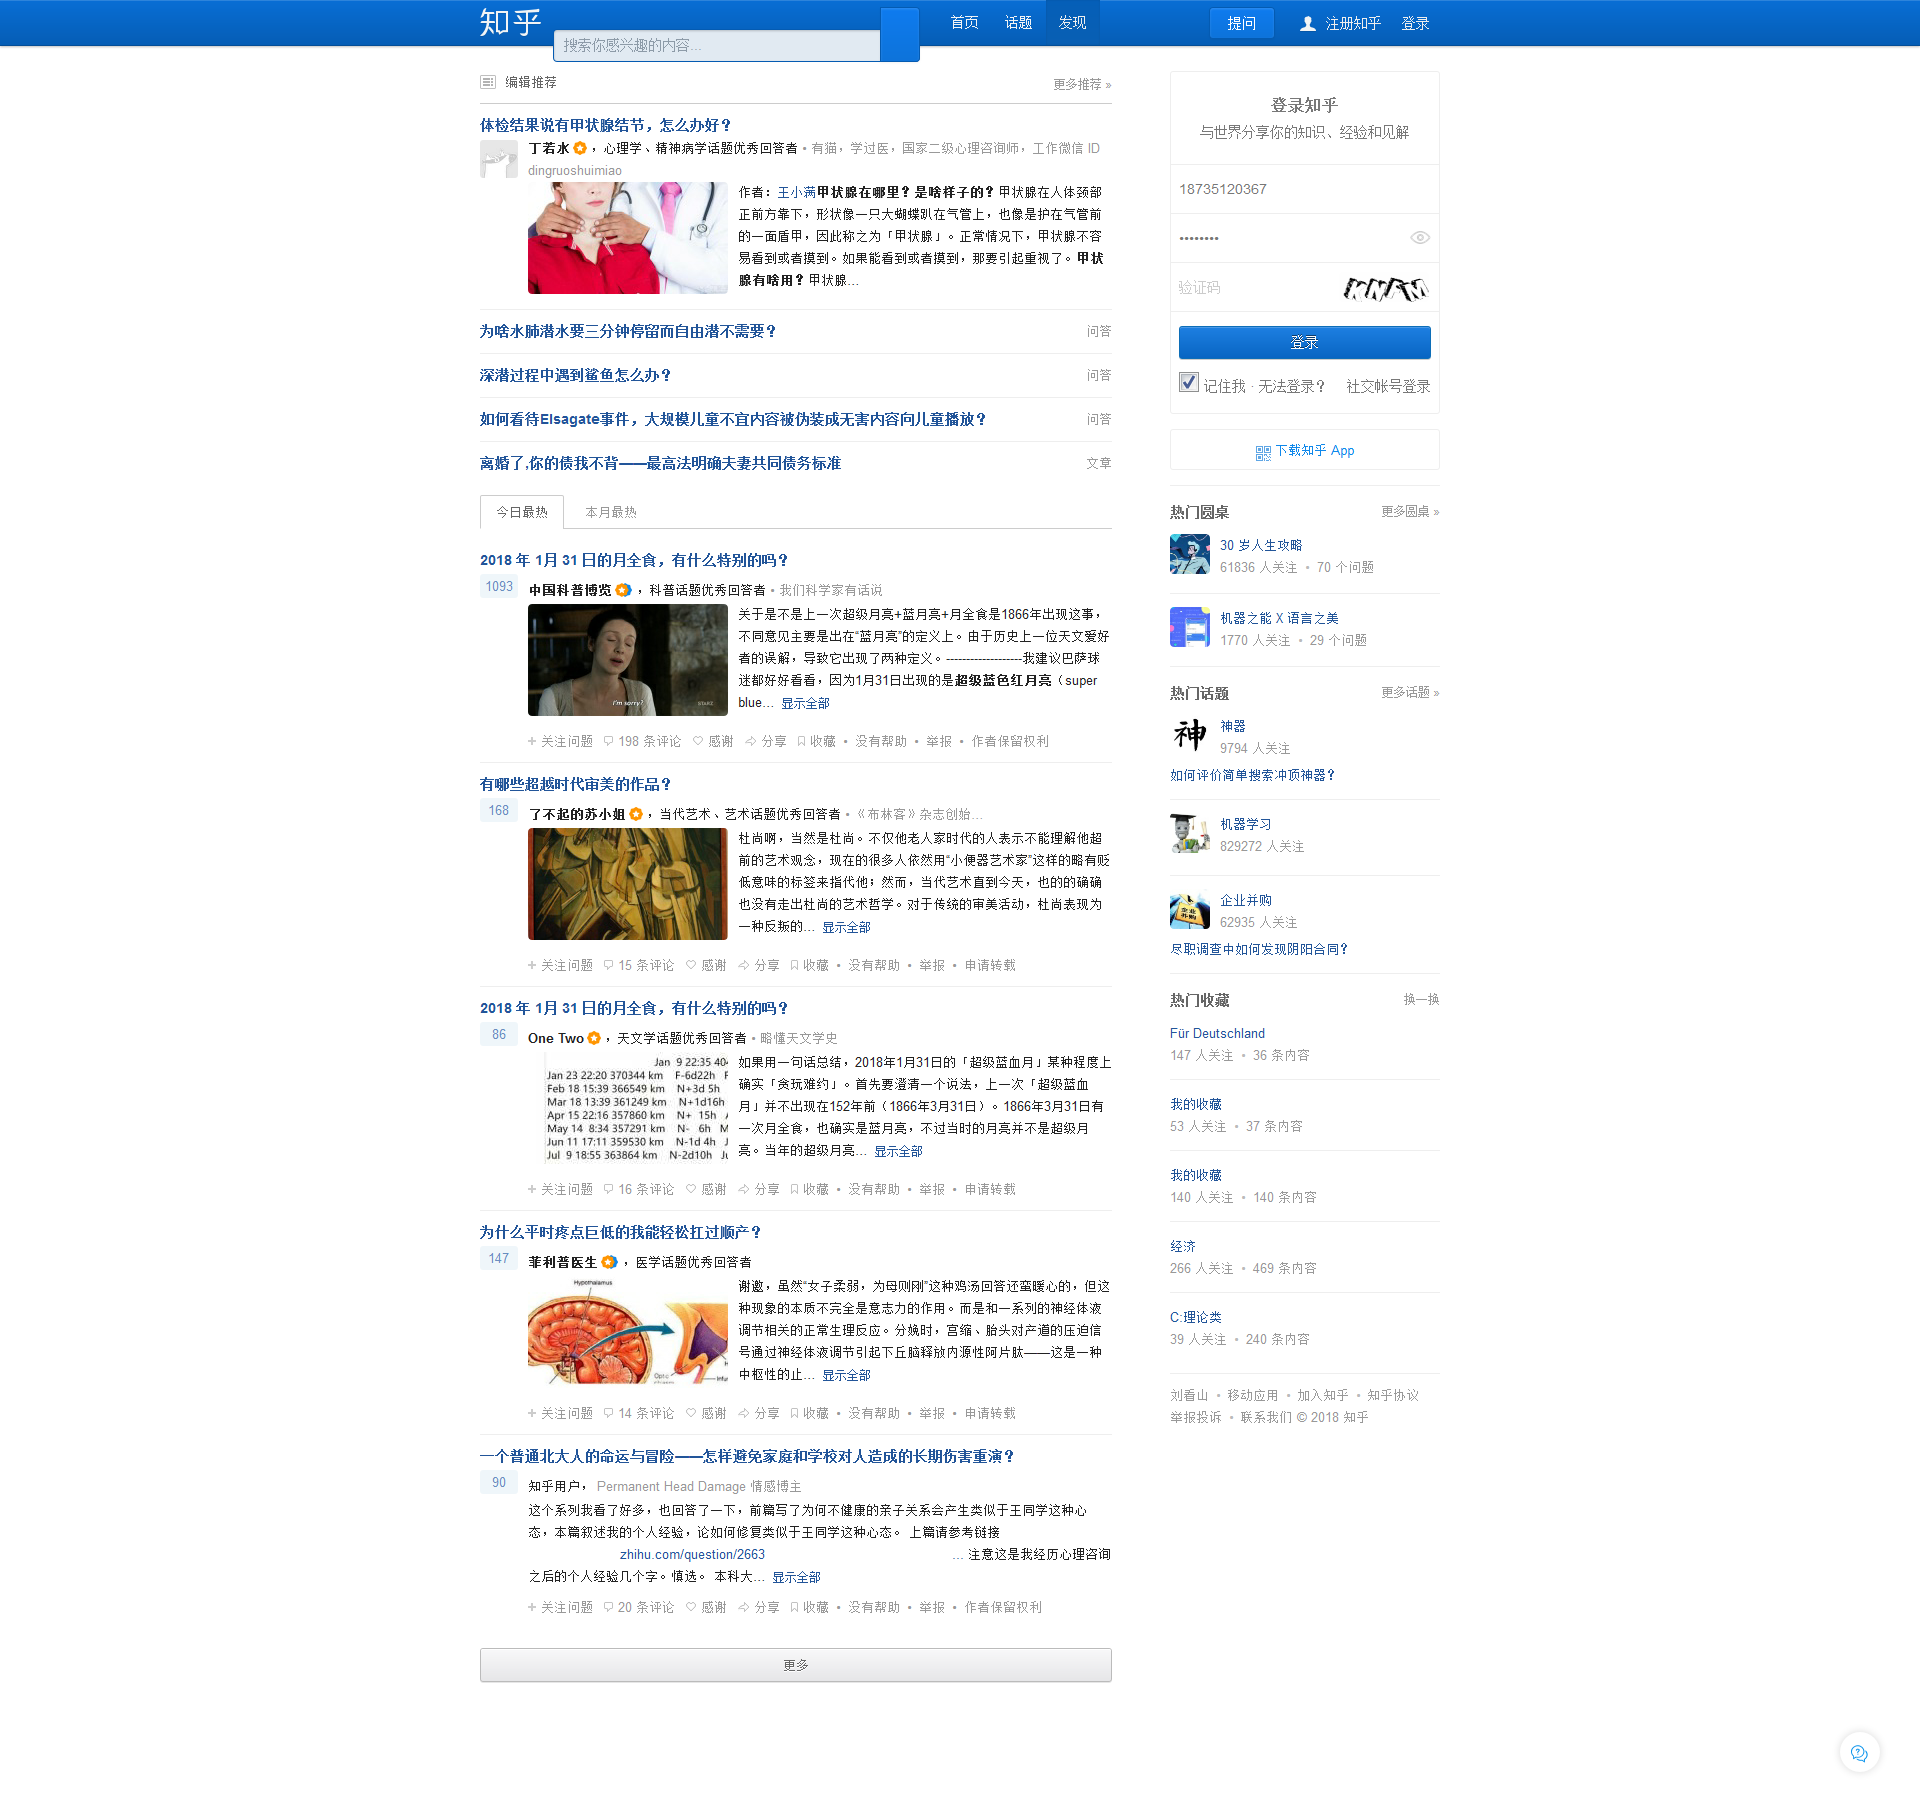 知乎
搜索你感兴趣的内容...
首页 话题 发现
提问
注册知乎 登录
编辑推荐
更多推荐 »
体检结果说有甲状腺结节，怎么办好？
丁若水 ，心理学、精神病学话题优秀回答者 • 有猫，学过医，国家二级心理咨询师，工作微信 ID
dingruoshuimiao
作者：王小满甲状腺在哪里？是啥样子的？甲状腺在人体颈部
正前方靠下，形状像一只大蝴蝶趴在气管上，也像是护在气管前
的一面盾甲，因此称之为「甲状腺」。正常情况下，甲状腺不容
易看到或者摸到。如果能看到或者摸到，那要引起重视了。甲状
腺有啥用？甲状腺...
为啥水肺潜水要三分钟停留而自由潜不需要？
问答
深潜过程中遇到鲨鱼怎么办？
问答
如何看待Elsagate事件，大规模儿童不宜内容被伪装成无害内容向儿童播放？
问答
离婚了,你的债我不背——最高法明确夫妻共同债务标准
文章
今日最热 本月最热
2018 年 1月 31 日的月全食，有什么特别的吗？
1093
中国科普博览 ，科普话题优秀回答者 • 我们科学家有话说
I'm sorry?
STARZ
关于是不是上一次超级月亮+蓝月亮+月全食是1866年出现这事，
不同意见主要是出在“蓝月亮”的定义上。由于历史上一位天文爱好
者的误解，导致它出现了两种定义。-------------------我建议巴萨球
迷都好好看看，因为1月31日出现的是超级蓝色红月亮（super
blue... 显示全部
关注问题 198 条评论 感谢 分享 收藏 • 没有帮助 • 举报 • 作者保留权利
有哪些超越时代审美的作品？
168
了不起的苏小姐 ，当代艺术、艺术话题优秀回答者 • 《布林客》杂志创始...
杜尚啊，当然是杜尚。不仅他老人家时代的人表示不能理解他超
前的艺术观念，现在的很多人依然用“小便器艺术家”这样的略有贬
低意味的标签来指代他；然而，当代艺术直到今天，也的的确确
也没有走出杜尚的艺术哲学。对于传统的审美活动，杜尚表现为
一种反叛的... 显示全部
关注问题 15 条评论 感谢 分享 收藏 • 没有帮助 • 举报 • 申请转载
2018 年 1月 31 日的月全食，有什么特别的吗？
86
One Two ，天文学话题优秀回答者 • 略懂天文学史
Jan 9 22:35 404
Jan 23 22:20 370344 km F-6d22h F
Feb 18 15:39 366549 km N+3d 5h
Mar 18 13:39 361249 km N+1d16h
Apr 15 22:16 357860 km N+ 15h
May 14 8:34 357291 km N- 6h M
Jun 11 17:11 359530 km N-1d 4h J
Jul 9 18:55 363864 km N-2d10h Ju
如果用一句话总结，2018年1月31日的「超级蓝血月」某种程度上
确实「贪玩难约」。首先要澄清一个说法，上一次「超级蓝血
月」并不出现在152年前（1866年3月31日）。1866年3月31日有
一次月全食，也确实是蓝月亮，不过当时的月亮并不是超级月
亮。当年的超级月亮... 显示全部
关注问题 16 条评论 感谢 分享 收藏 • 没有帮助 • 举报 • 申请转载
为什么平时疼点巨低的我能轻松扛过顺产？
147
菲利普医生 ，医学话题优秀回答者
Hypothalamus
Optic
谢邀，虽然“女子柔弱，为母则刚”这种鸡汤回答还蛮暖心的，但这
种现象的本质不完全是意志力的作用。而是和一系列的神经体液
调节相关的正常生理反应。分娩时，宫缩、胎头对产道的压迫信
号通过神经体液调节引起下丘脑释放内源性阿片肽——这是一种
中枢性的止... 显示全部
关注问题 14 条评论 感谢 分享 收藏 • 没有帮助 • 举报 • 申请转载
一个普通北大人的命运与冒险——怎样避免家庭和学校对人造成的长期伤害重演？
90
知乎用户， Permanent Head Damage 情感博主
这个系列我看了好多，也回答了一下，前篇写了为何不健康的亲子关系会产生类似于王同学这种心
态，本篇叙述我的个人经验，论如何修复类似于王同学这种心态。 上篇请参考链接
zhihu.com/question/2663 ... 注意这是我经历心理咨询
之后的个人经验几个字。慎选。 本科大... 显示全部
关注问题 20 条评论 感谢 分享 收藏 • 没有帮助 • 举报 • 作者保留权利
更多
登录知乎
与世界分享你的知识、经验和见解
18735120367
••••••••
验证码
KNFM
登录
记住我 · 无法登录？ 社交帐号登录
下载知乎 App
热门圆桌
更多圆桌 »
30 岁人生攻略
61836 人关注 • 70 个问题
机器之能 X 语言之美
1770 人关注 • 29 个问题
热门话题
更多话题 »
神
神器
9794 人关注
如何评价简单搜索冲顶神器？
机器学习
829272 人关注
企业
并购
企业并购
62935 人关注
尽职调查中如何发现阴阳合同？
热门收藏
换一换
Für Deutschland
147 人关注 • 36 条内容
我的收藏
53 人关注 • 37 条内容
我的收藏
140 人关注 • 140 条内容
经济
266 人关注 • 469 条内容
C:理论类
39 人关注 • 240 条内容
刘看山 • 移动应用 • 加入知乎 • 知乎协议
举报投诉 • 联系我们 © 2018 知乎